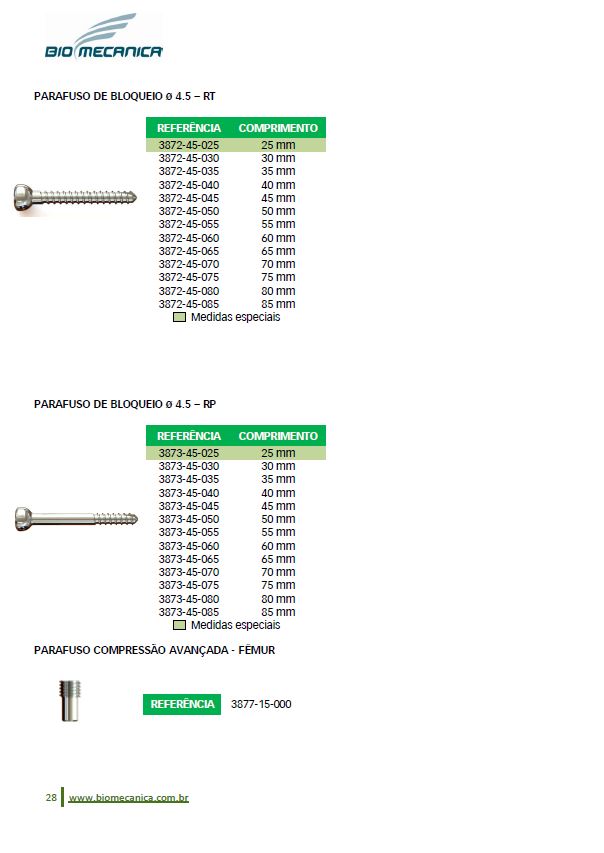 BIOMECANICA
PARAFUSO DE BLOQUEIO ø 4.5 – RT
REFERÊNCIA COMPRIMENTO
3872-45-025 25 mm
3872-45-030 30 mm
3872-45-035 35 mm
3872-45-040 40 mm
3872-45-045 45 mm
3872-45-050 50 mm
3872-45-055 55 mm
3872-45-060 60 mm
3872-45-065 65 mm
3872-45-070 70 mm
3872-45-075 75 mm
3872-45-080 80 mm
3872-45-085 85 mm
Medidas especiais
PARAFUSO DE BLOQUEIO ø 4.5 – RP
REFERÊNCIA COMPRIMENTO
3873-45-025 25 mm
3873-45-030 30 mm
3873-45-035 35 mm
3873-45-040 40 mm
3873-45-045 45 mm
3873-45-050 50 mm
3873-45-055 55 mm
3873-45-060 60 mm
3873-45-065 65 mm
3873-45-070 70 mm
3873-45-075 75 mm
3873-45-080 80 mm
3873-45-085 85 mm
Medidas especiais
PARAFUSO COMPRESSÃO AVANÇADA - FÊMUR
REFERÊNCIA 3877-15-000
28 www.biomecanica.com.br